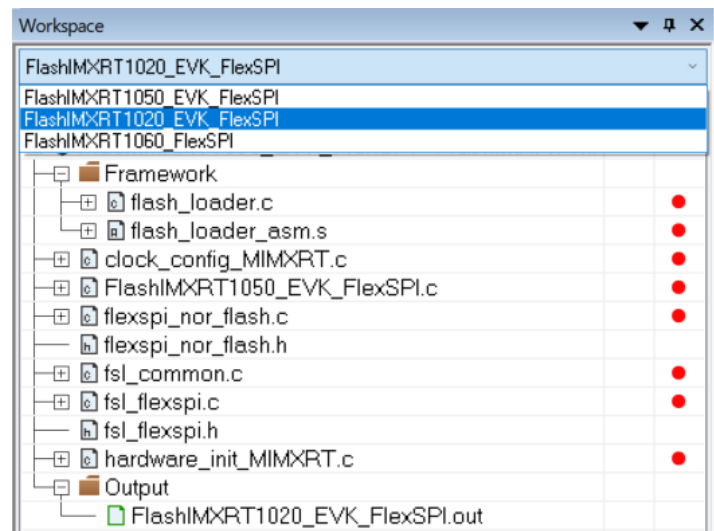 Workspace
FlashIMXRT1020_EVK_FlexSPI
FlashIMXRT1050_EVK_FlexSPI
FlashIMXRT1020_EVK_FlexSPI
FlashIMXRT1060_FlexSPI
Framework
flash_loader.c
flash_loader_asm.s
clock_config_MIMXRT.c
FlashIMXRT1050_EVK_FlexSPI.c
flexspi_nor_flash.c
flexspi_nor_flash.h
fsl_common.c
fsl_flexspi.c
fsl_flexspi.h
hardware_init_MIMXRT.c
Output
FlashIMXRT1020_EVK_FlexSPI.out